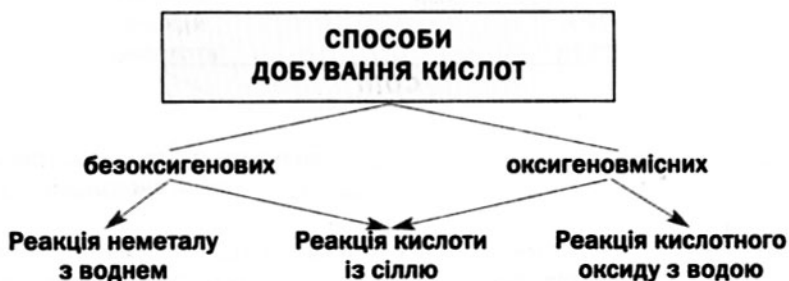 СПОСОБИ
ДОБУВАННЯ КИСЛОТ
безоксигенових
оксигеновмісних
Реакція неметалу
з воднем
Реакція кислоти
із сіллю
Реакція кислотного
оксиду з водою